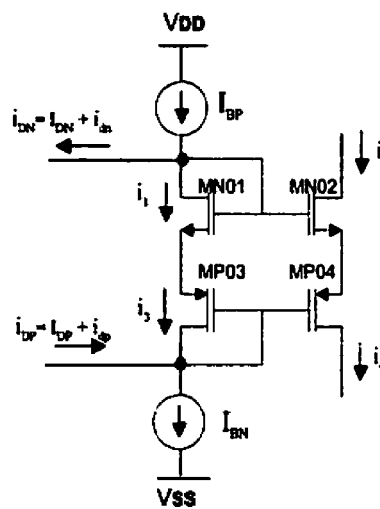 VDD
I_BP
i_DN = I_DN + i_dn
i
i_1
MN01
MN02
MP03
MP04
i_3
i_DP = I_DP + i_dp
i
I_BN
VSS